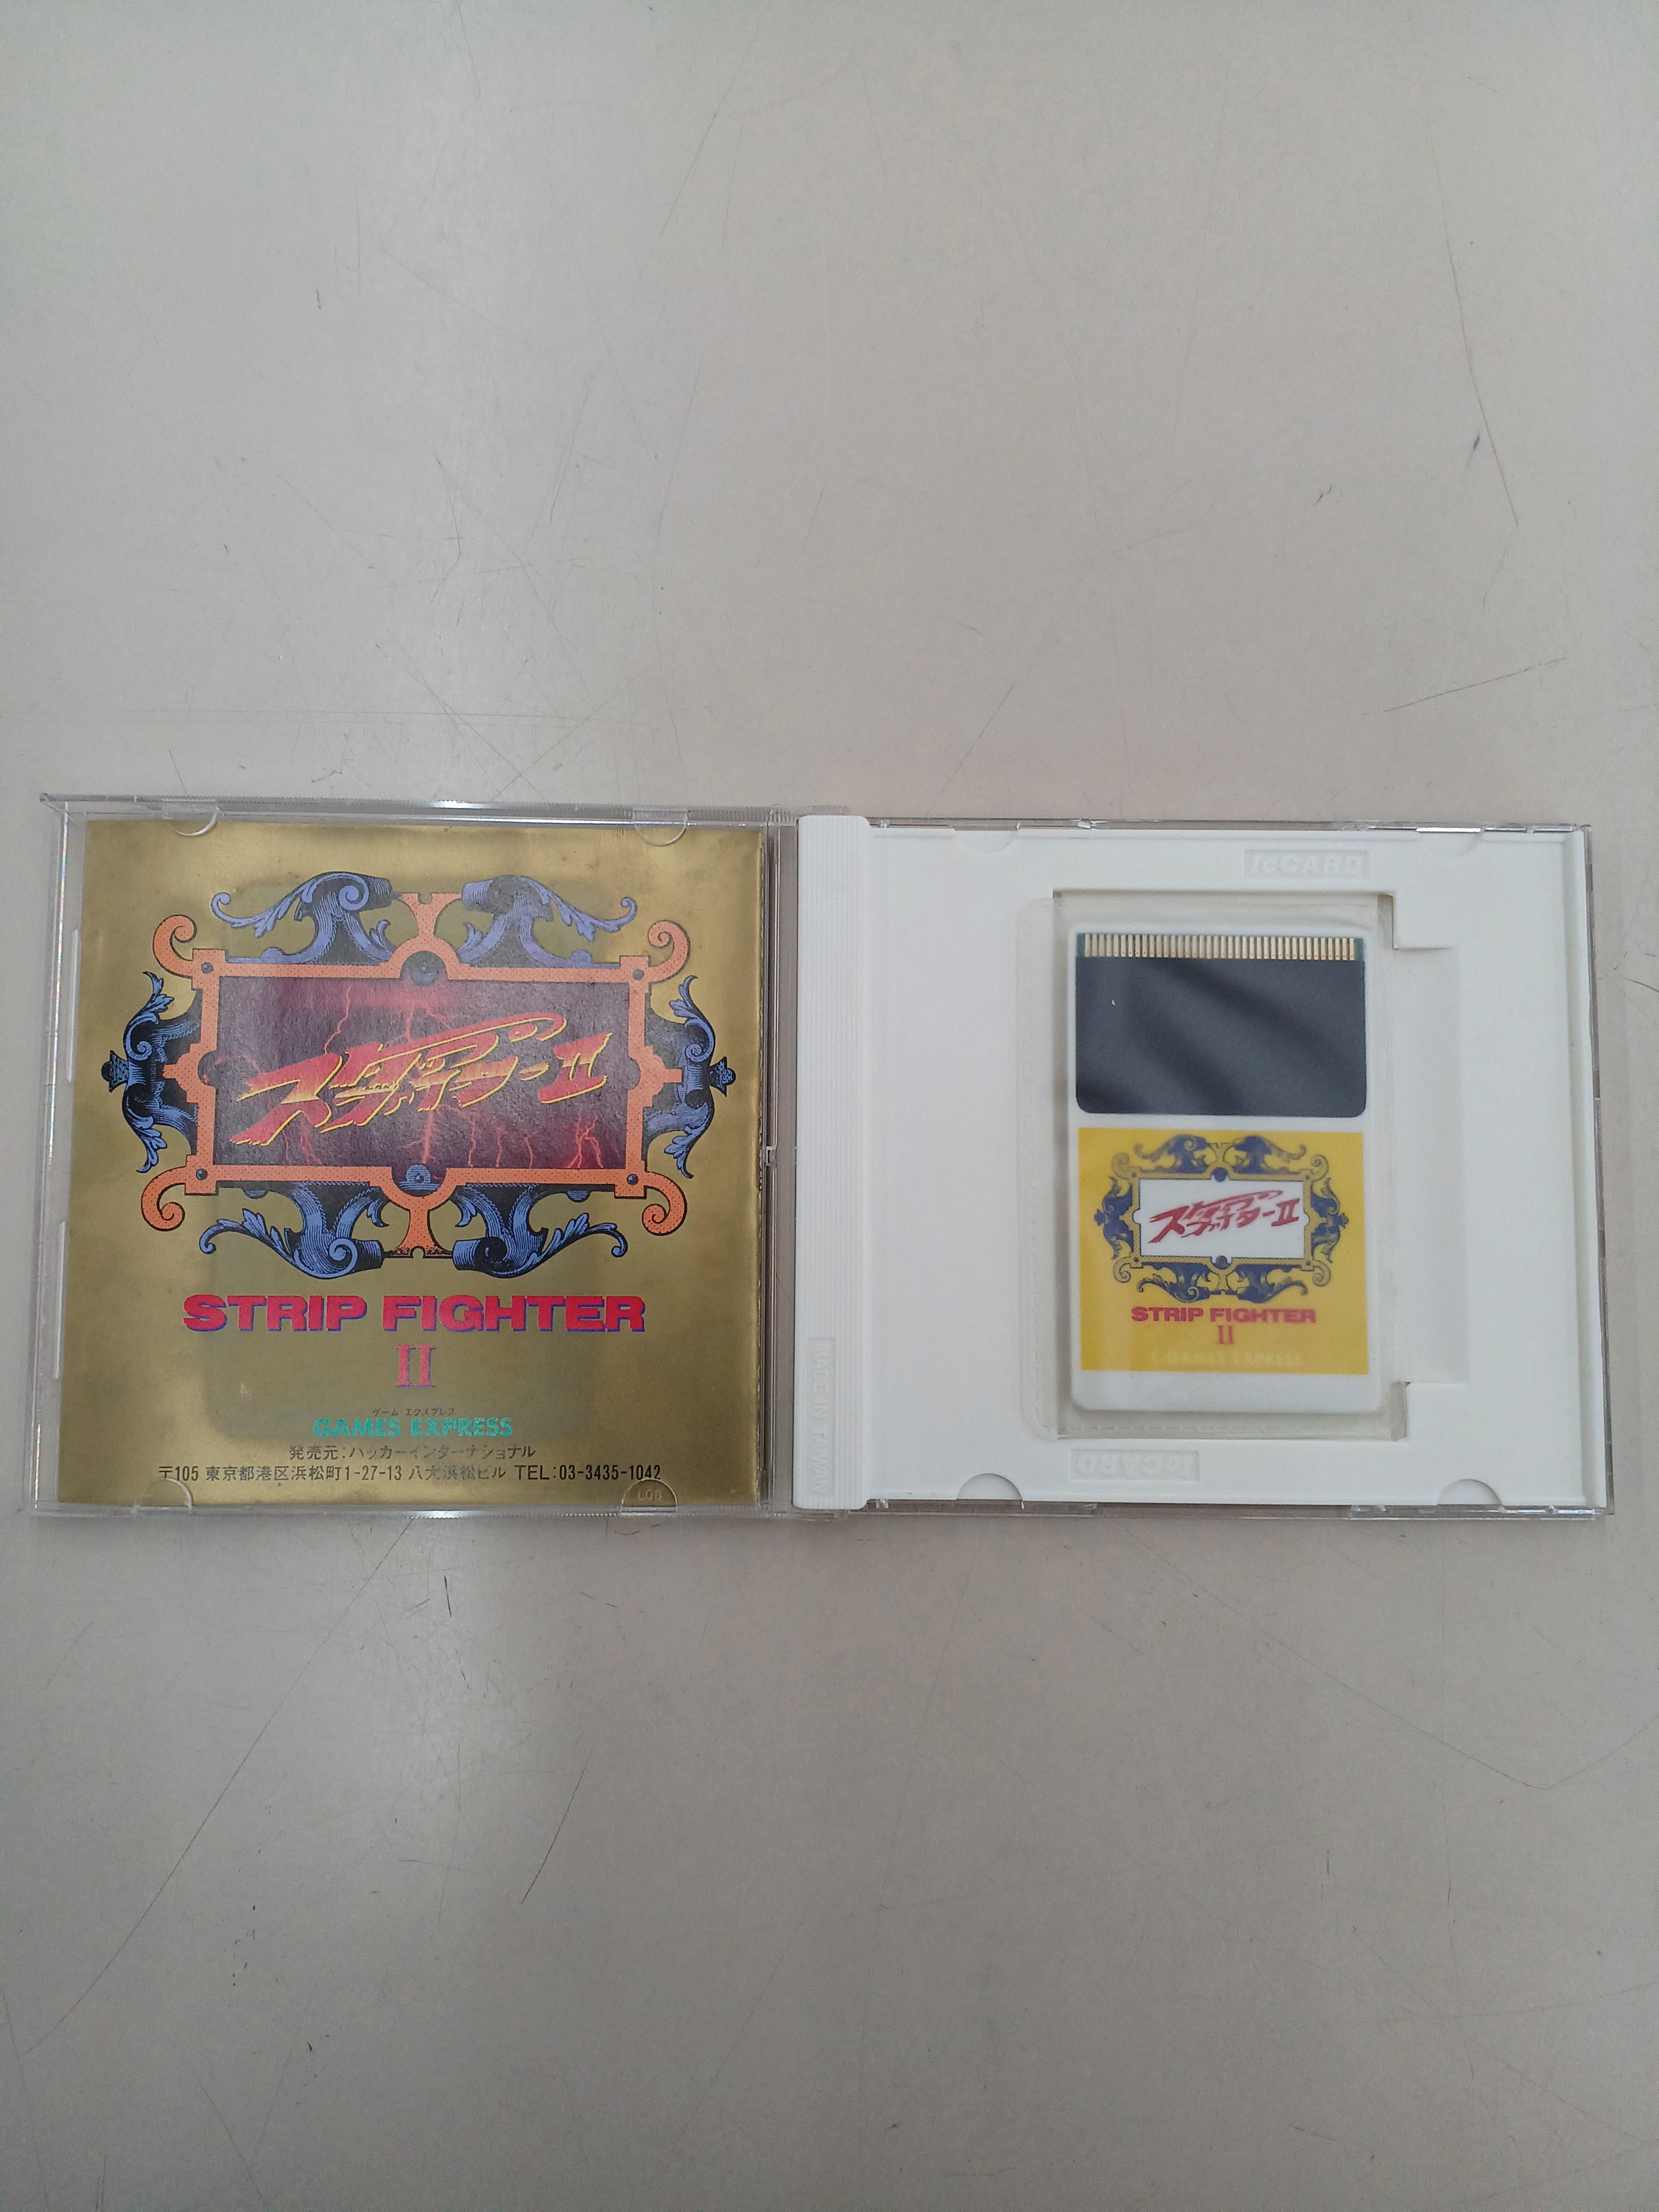 ストリップ
ファイターII
STRIP FIGHTER
II
ゲーム・エクスプレス
GAMES EXPRESS
発売元：ハッカーインターナショナル
〒105 東京都港区浜松町1-27-13 八大浜松ビル TEL:03-3435-1042
IcCARD
ストリップ
ファイターII
STRIP FIGHTER
II
GAMES EXPRESS
MADE TAIWAN
IcCARD